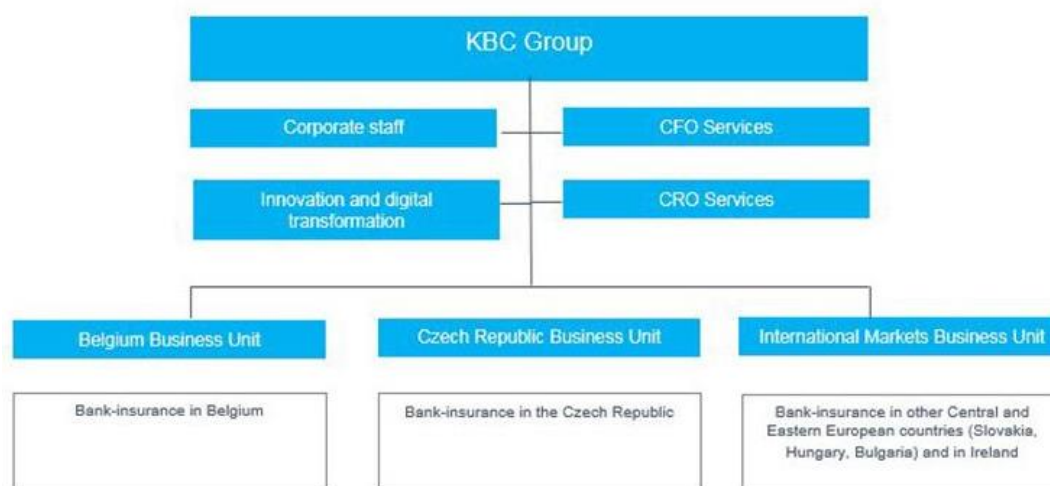 KBC Group
Corporate staff
CFO Services
Innovation and digital
transformation
CRO Services
Belgium Business Unit
Czech Republic Business Unit
International Markets Business Unit
Bank-insurance in Belgium
Bank-insurance in the Czech Republic
Bank-insurance in other Central and
Eastern European countries (Slovakia,
Hungary, Bulgaria) and in Ireland